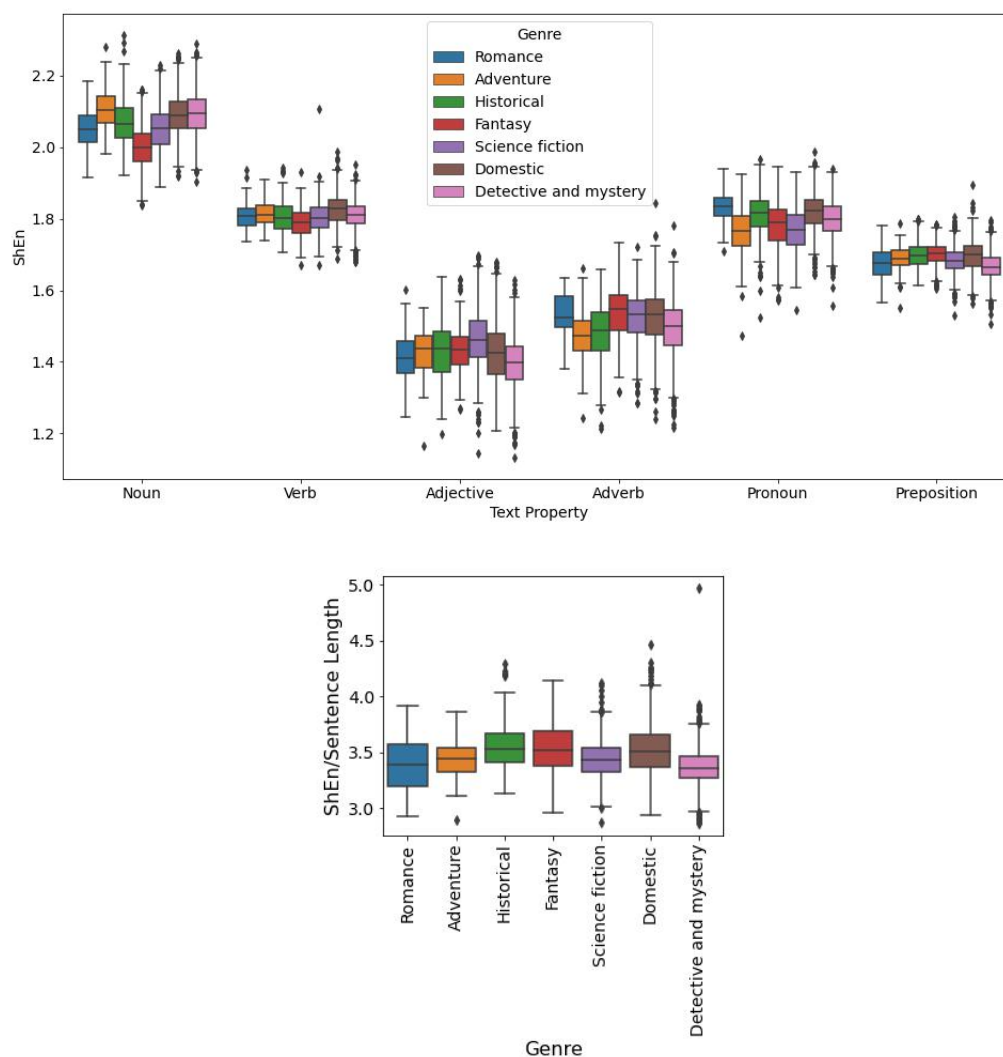 Genre
Romance
Adventure
Historical
Fantasy
Science fiction
Domestic
Detective and mystery
2.2
2.0
1.8
1.6
1.4
1.2
ShEn
Noun Verb Adjective Adverb Pronoun Preposition
Text Property
5.0
4.5
4.0
3.5
3.0
ShEn/Sentence Length
Romance
Adventure
Historical
Fantasy
Science fiction
Domestic
Detective and mystery
Genre